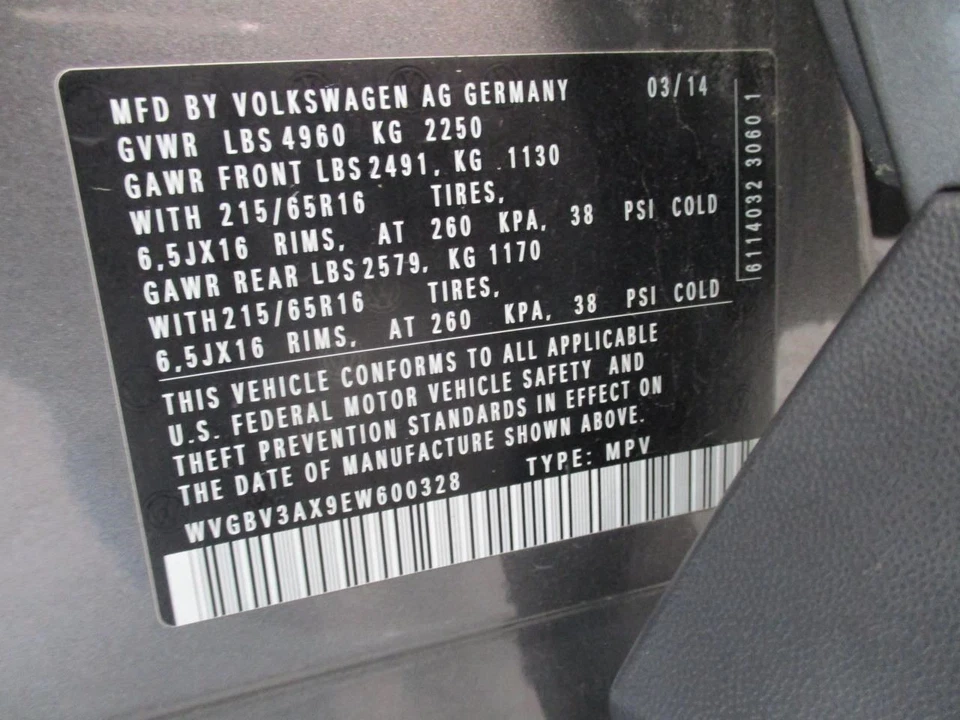 MFD BY VOLKSWAGEN AG GERMANY 03/14
GVWR LBS 4960 KG 2250
GAWR FRONT LBS 2491, KG 1130
WITH 215/65R16 TIRES,
6,5JX16 RIMS, AT 260 KPA, 38 PSI COLD
GAWR REAR LBS 2579, KG 1170
WITH 215/65R16 TIRES,
6,5JX16 RIMS, AT 260 KPA, 38 PSI COLD
THIS VEHICLE CONFORMS TO ALL APPLICABLE
U.S. FEDERAL MOTOR VEHICLE SAFETY AND
THEFT PREVENTION STANDARDS IN EFFECT ON
THE DATE OF MANUFACTURE SHOWN ABOVE.
WVGBV3AX9EW600328 TYPE: MPV
6114032 3060 1